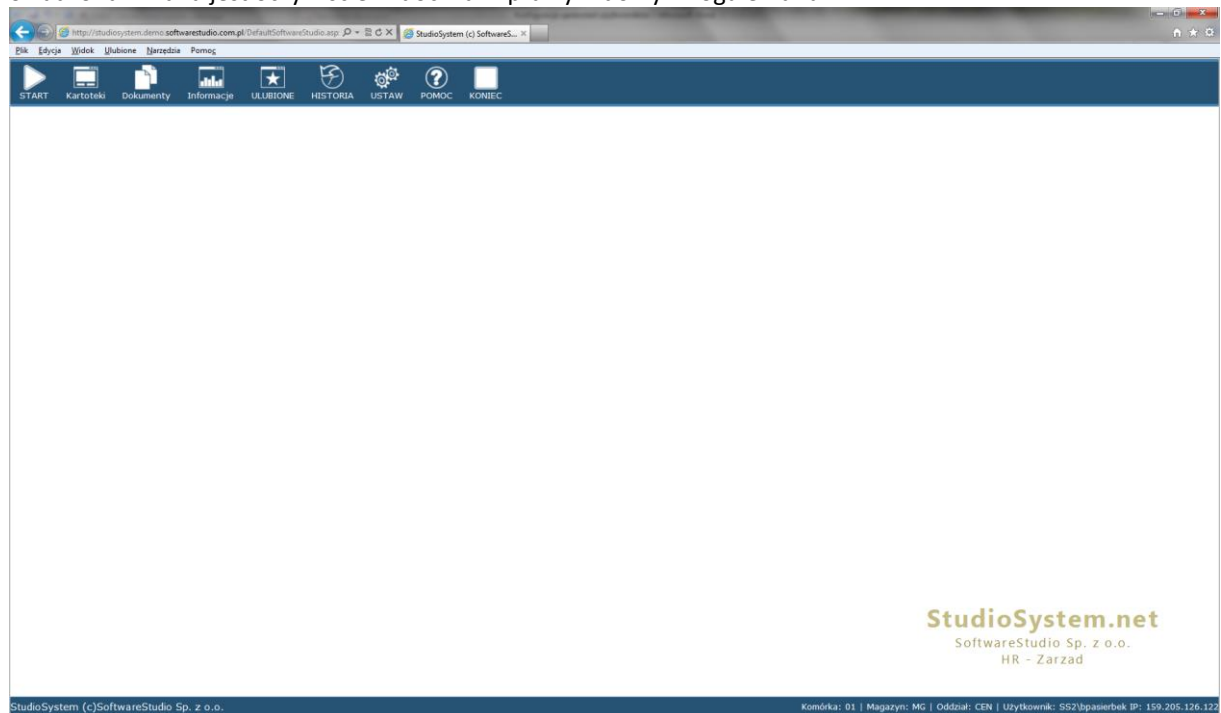 http://studiosystem.demo.softwarestudio.com.pl/DefaultSoftwareStudio.asp
StudioSystem (c) SoftwareS...
Plik Edycja Widok Ulubione Narzędzia Pomoc
START Kartoteki Dokumenty Informacje ULUBIONE HISTORIA USTAW POMOC KONIEC
StudioSystem.net
SoftwareStudio Sp. z o.o.
HR - Zarzad
StudioSystem (c)SoftwareStudio Sp. z o.o.
Komórka: 01 | Magazyn: MG | Oddział: CEN | Użytkownik: SS2\bpasierbek IP: 159.205.126.122